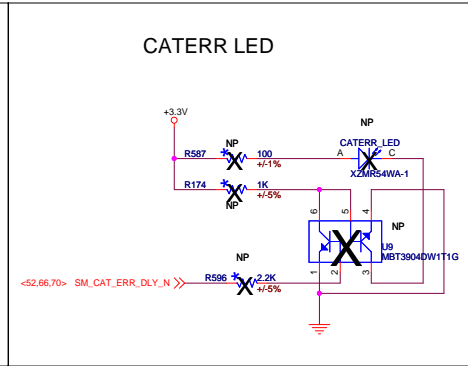 CATERR LED
+3.3V
NP
NP
CATERR_LED
R587 100
+/-1%
A C
XZMR54WA-1
R174 1K
+/-5%
NP
6 5 4
NP
U9
MBT3904DW1T1G
NP
1 2 3
<52,66,70> SM_CAT_ERR_DLY_N R596 2.2K
+/-5%